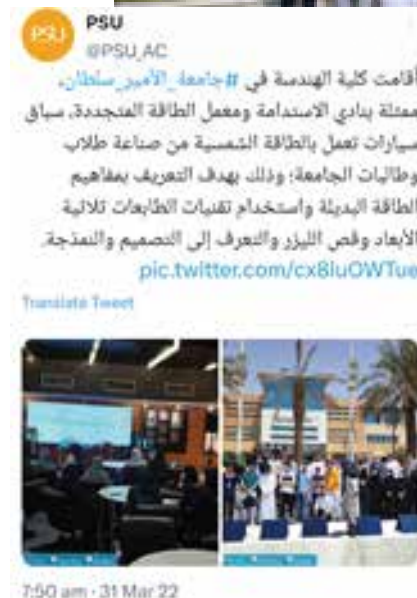 PSU
PSU
@PSU_AC
أقامت كلية الهندسة في #جامعة_الأمير_سلطان،
ممثلة بنادي الاستدامة ومعمل الطاقة المتجددة، سباق
سيارات تعمل بالطاقة الشمسية من صناعة طلاب
وطالبات الجامعة؛ وذلك بهدف التعريف بمفاهيم
الطاقة البديلة واستخدام تقنيات الطابعات ثلاثية
الأبعاد وقص الليزر والتعرف إلى التصميم والنمذجة.
pic.twitter.com/cx8iuOWTue
Translate Tweet
7:50 am · 31 Mar 22